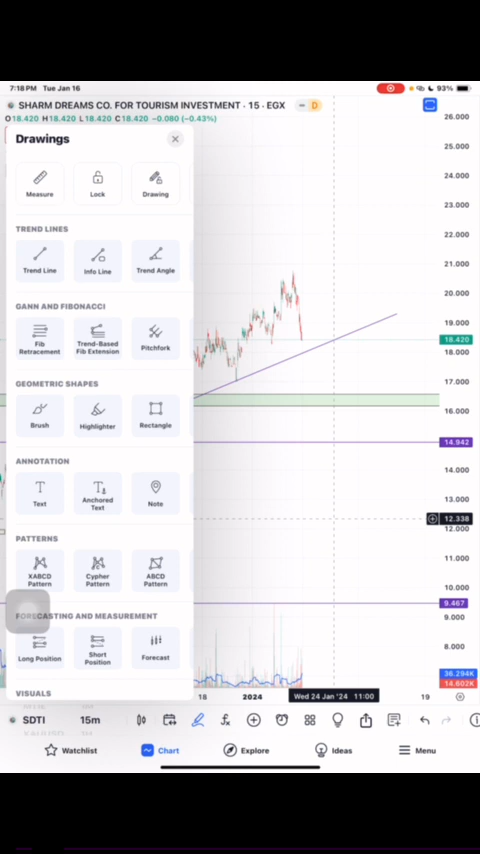 7:18 PM Tue Jan 16
93%
SHARM DREAMS CO. FOR TOURISM INVESTMENT · 15 · EGX
D
O18.420 H18.420 L18.420 C18.420 −0.080 (−0.43%)
Drawings
Measure
Lock
Drawing
TREND LINES
Trend Line
Info Line
Trend Angle
GANN AND FIBONACCI
Fib Retracement
Trend-Based Fib Extension
Pitchfork
GEOMETRIC SHAPES
Brush
Highlighter
Rectangle
ANNOTATION
Text
Anchored Text
Note
PATTERNS
XABCD Pattern
Cypher Pattern
ABCD Pattern
FORECASTING AND MEASUREMENT
Long Position
Short Position
Forecast
VISUALS
26.000
25.000
24.000
23.000
22.000
21.000
20.000
19.000
18.420
18.000
17.000
16.000
14.942
14.000
13.000
12.338
12.000
11.000
10.000
9.467
9.000
8.000
36.294K
14.602K
18
2024
Wed 24 Jan '24 11:00
19
SDTI
15m
Watchlist
Chart
Explore
Ideas
Menu